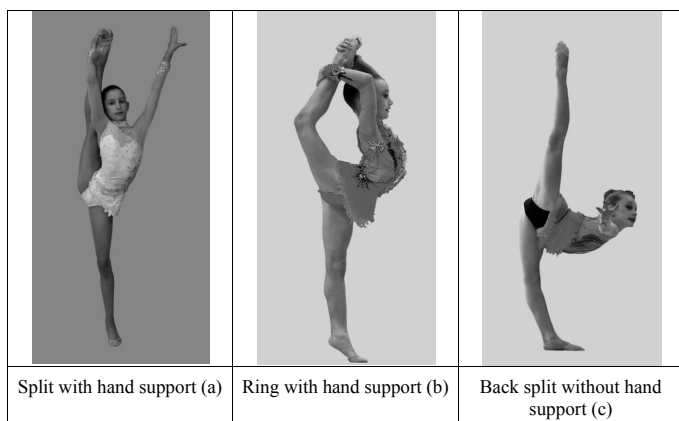 Split with hand support (a)
Ring with hand support (b)
Back split without hand
support (c)